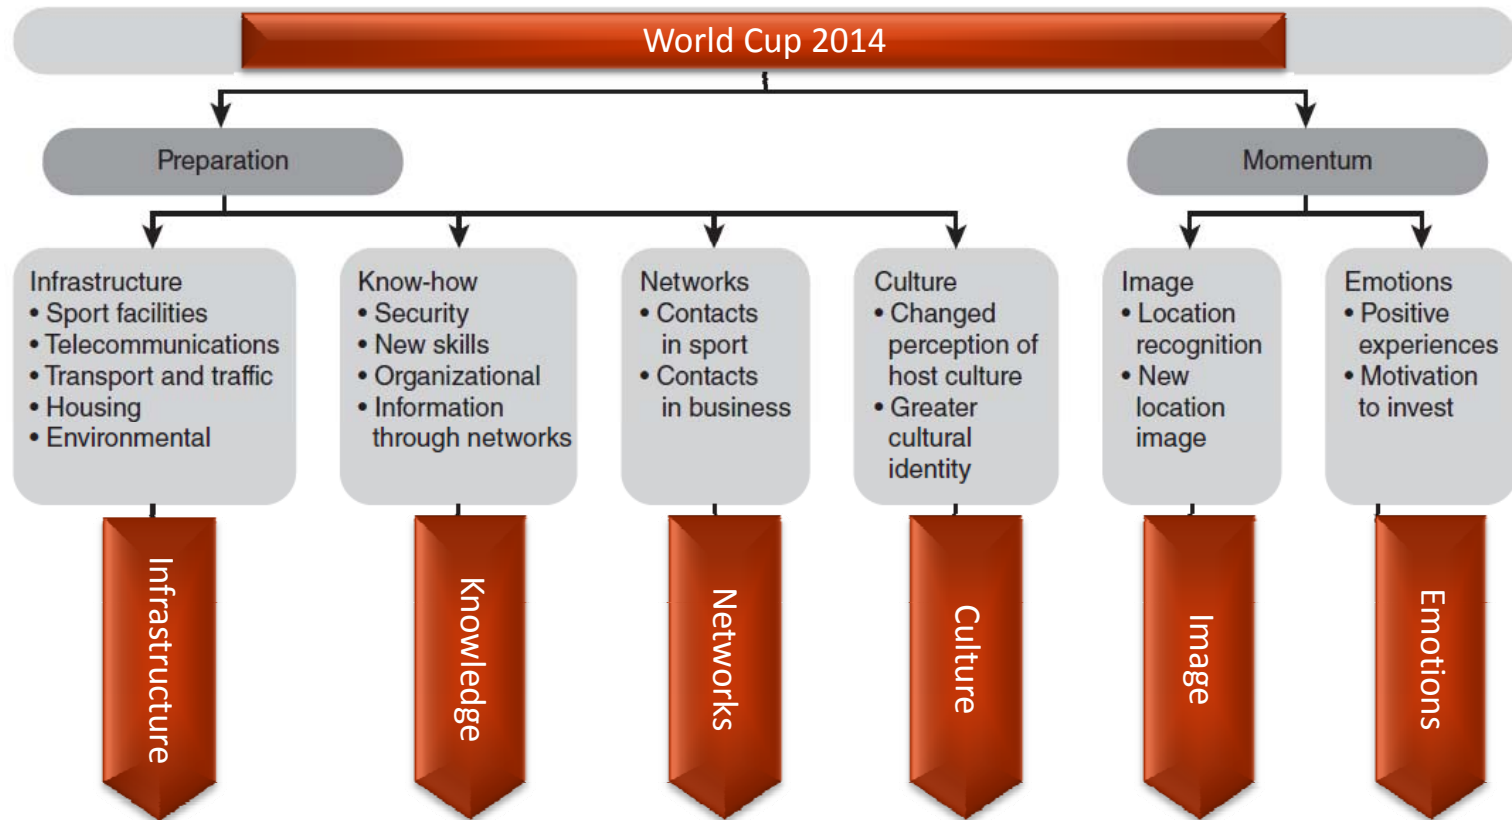 World Cup 2014
Preparation
Momentum
Infrastructure
• Sport facilities
• Telecommunications
• Transport and traffic
• Housing
• Environmental
Know-how
• Security
• New skills
• Organizational
• Information
through networks
Networks
• Contacts
in sport
• Contacts
in business
Culture
• Changed
perception of
host culture
• Greater
cultural
identity
Image
• Location
recognition
• New
location
image
Emotions
• Positive
experiences
• Motivation
to invest
Infrastructure
Knowledge
Networks
Culture
Image
Emotions